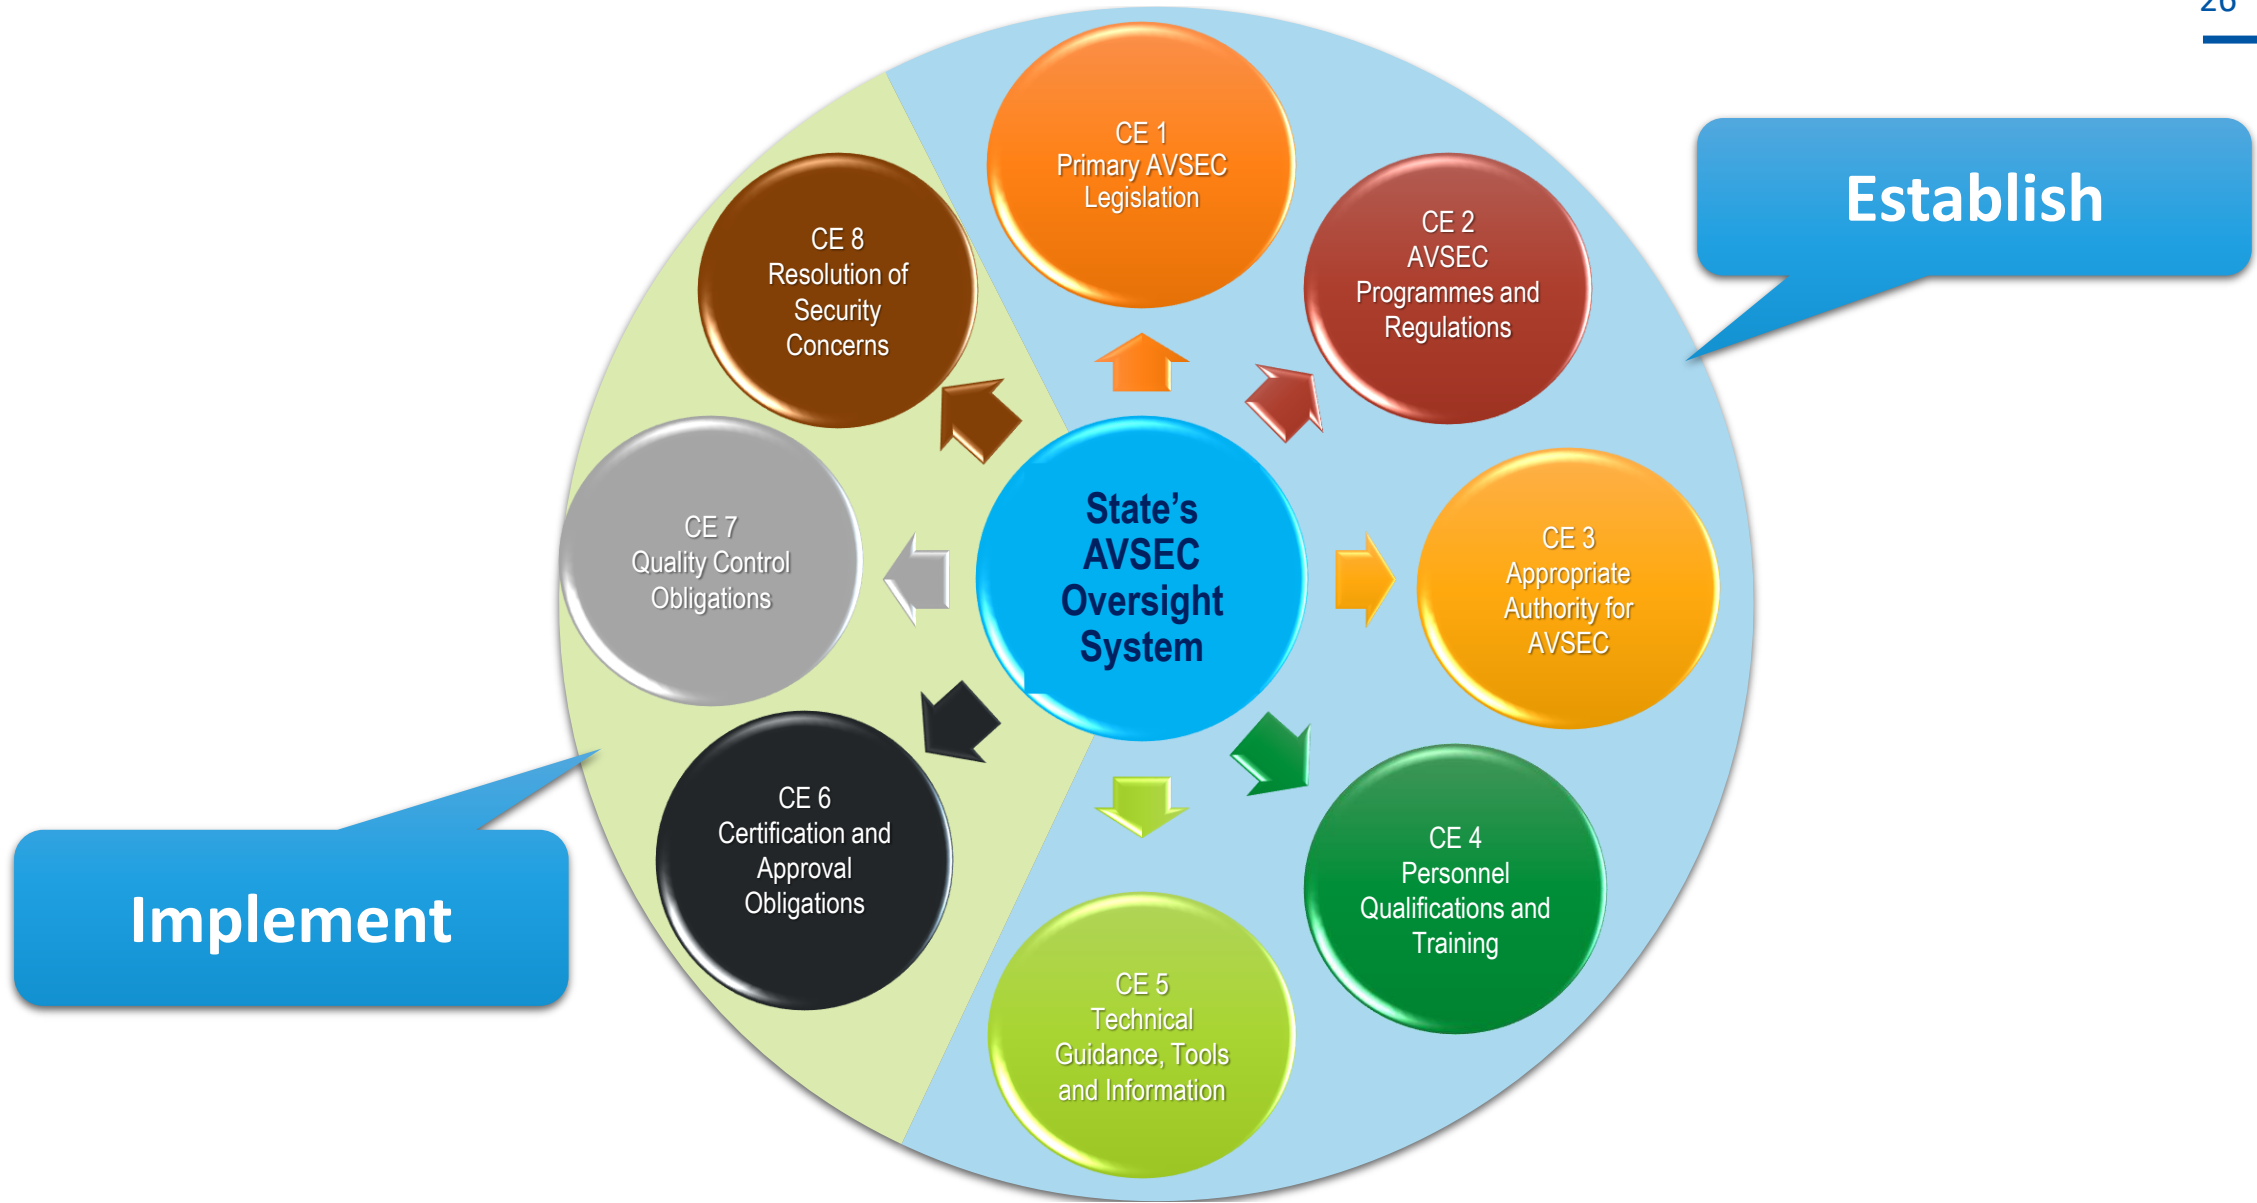 26
CE 1
Primary AVSEC
Legislation
CE 2
AVSEC
Programmes and
Regulations
CE 3
Appropriate
Authority for
AVSEC
CE 4
Personnel
Qualifications and
Training
CE 5
Technical
Guidance, Tools
and Information
CE 6
Certification and
Approval
Obligations
CE 7
Quality Control
Obligations
CE 8
Resolution of
Security
Concerns
State’s
AVSEC
Oversight
System
Establish
Implement